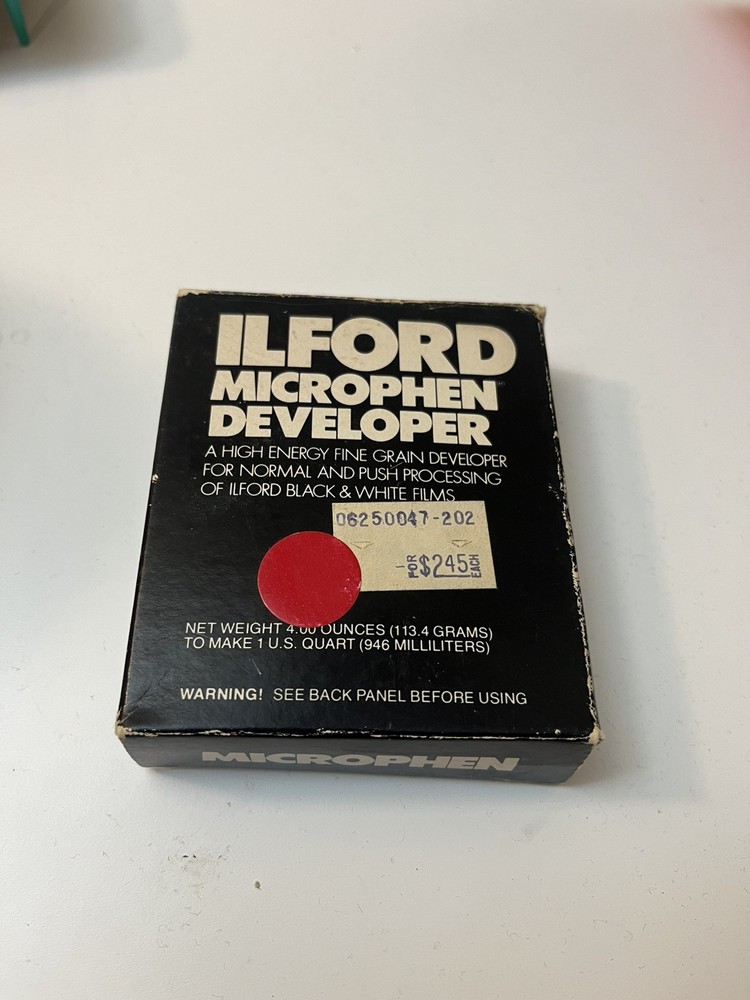 ILFORD
MICROPHEN
DEVELOPER
A HIGH ENERGY FINE GRAIN DEVELOPER
FOR NORMAL AND PUSH PROCESSING
OF ILFORD BLACK & WHITE FILMS
06250047-202
-FOR $245 EACH
NET WEIGHT 4.00 OUNCES (113.4 GRAMS)
TO MAKE 1 U.S. QUART (946 MILLILITERS)
WARNING! SEE BACK PANEL BEFORE USING
MICROPHEN